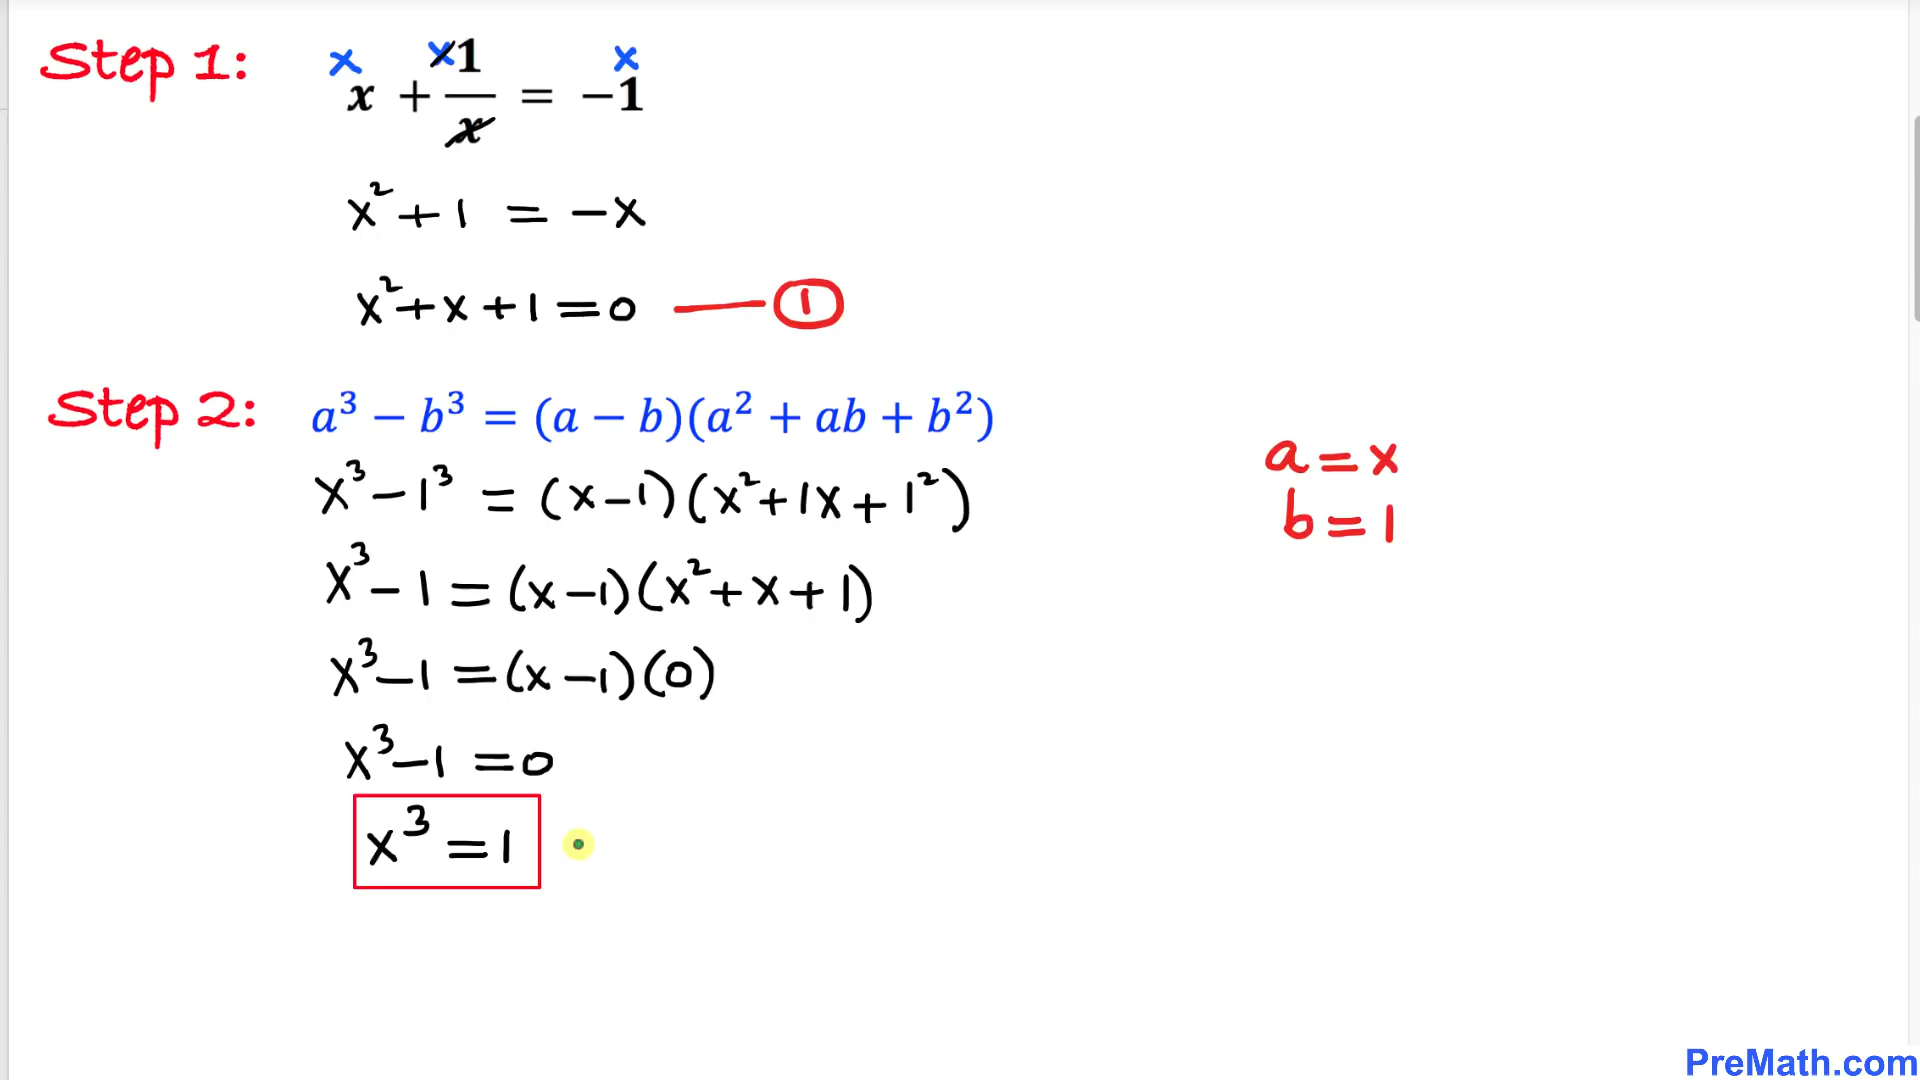 Step 1: x x x
x + 1/x = -1
x² + 1 = -x
x² + x + 1 = 0 —— ①
Step 2: a³ − b³ = (a − b)(a² + ab + b²)
x³ - 1³ = (x-1)(x² + 1x + 1²)
a = x
b = 1
x³ - 1 = (x-1)(x² + x + 1)
x³ - 1 = (x-1)(0)
x³ - 1 = 0
x³ = 1
PreMath.com